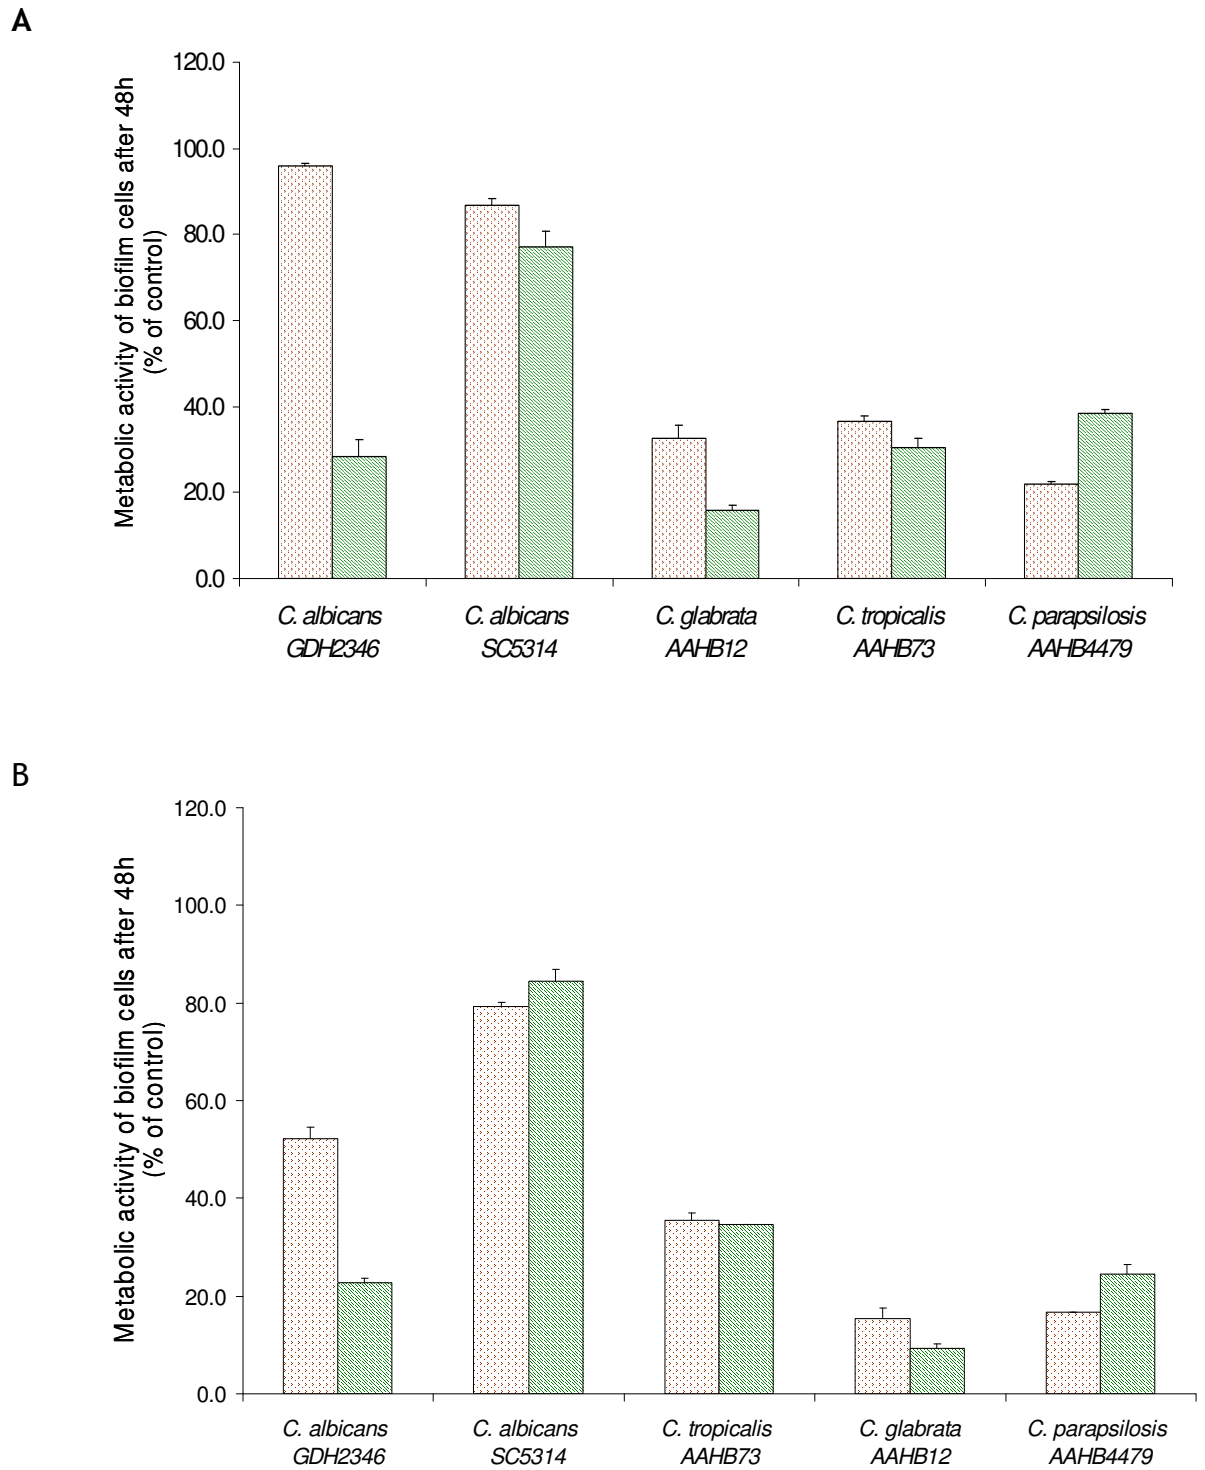 A
Metabolic activity of biofilm cells after 48h
(% of control)
120.0
100.0
80.0
60.0
40.0
20.0
0.0
C. albicans
GDH2346
C. albicans
SC5314
C. glabrata
AAHB12
C. tropicalis
AAHB73
C. parapsilosis
AAHB4479
B
Metabolic activity of biofilm cells after 48h
(% of control)
120.0
100.0
80.0
60.0
40.0
20.0
0.0
C. albicans
GDH2346
C. albicans
SC5314
C. tropicalis
AAHB73
C. glabrata
AAHB12
C. parapsilosis
AAHB4479